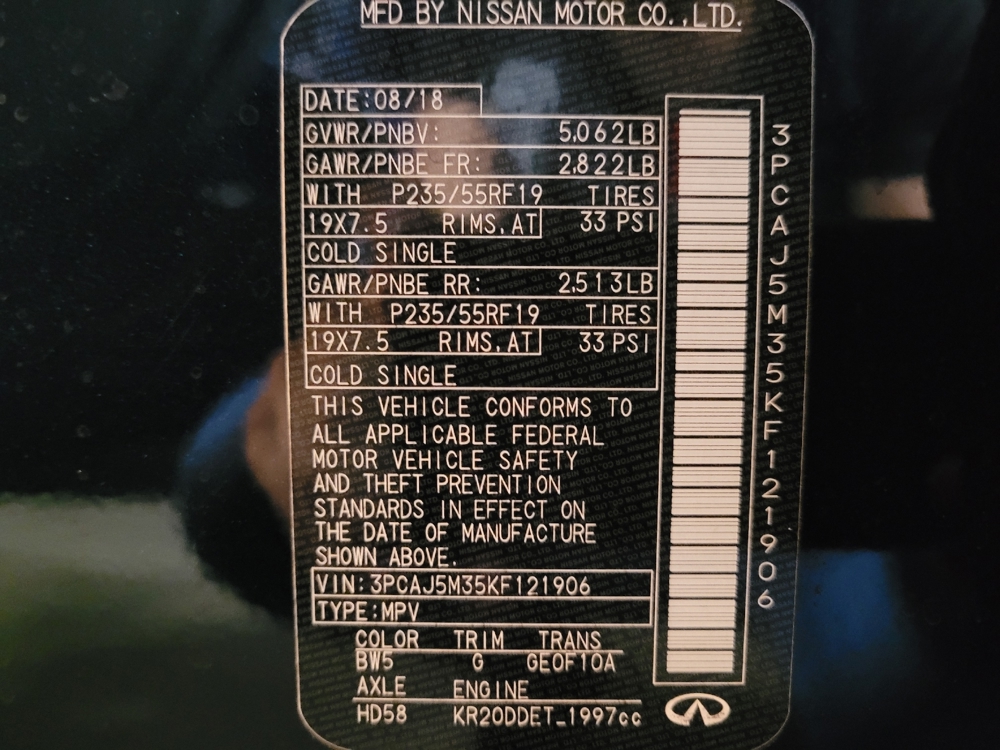 MFD BY NISSAN MOTOR CO.,LTD.
DATE:08/18
GVWR/PNBV: 5,062LB
GAWR/PNBE FR: 2,822LB
WITH P235/55RF19 TIRES
19X7.5 RIMS,AT 33 PSI
COLD SINGLE
GAWR/PNBE RR: 2,513LB
WITH P235/55RF19 TIRES
19X7.5 RIMS,AT 33 PSI
COLD SINGLE
THIS VEHICLE CONFORMS TO
ALL APPLICABLE FEDERAL
MOTOR VEHICLE SAFETY
AND THEFT PREVENTION
STANDARDS IN EFFECT ON
THE DATE OF MANUFACTURE
SHOWN ABOVE.
VIN:3PCAJ5M35KF121906
TYPE:MPV
COLOR TRIM TRANS
BW5 G GE0F10A
AXLE ENGINE
HD58 KR20DDET_1997cc
3PCAJ5M35KF121906